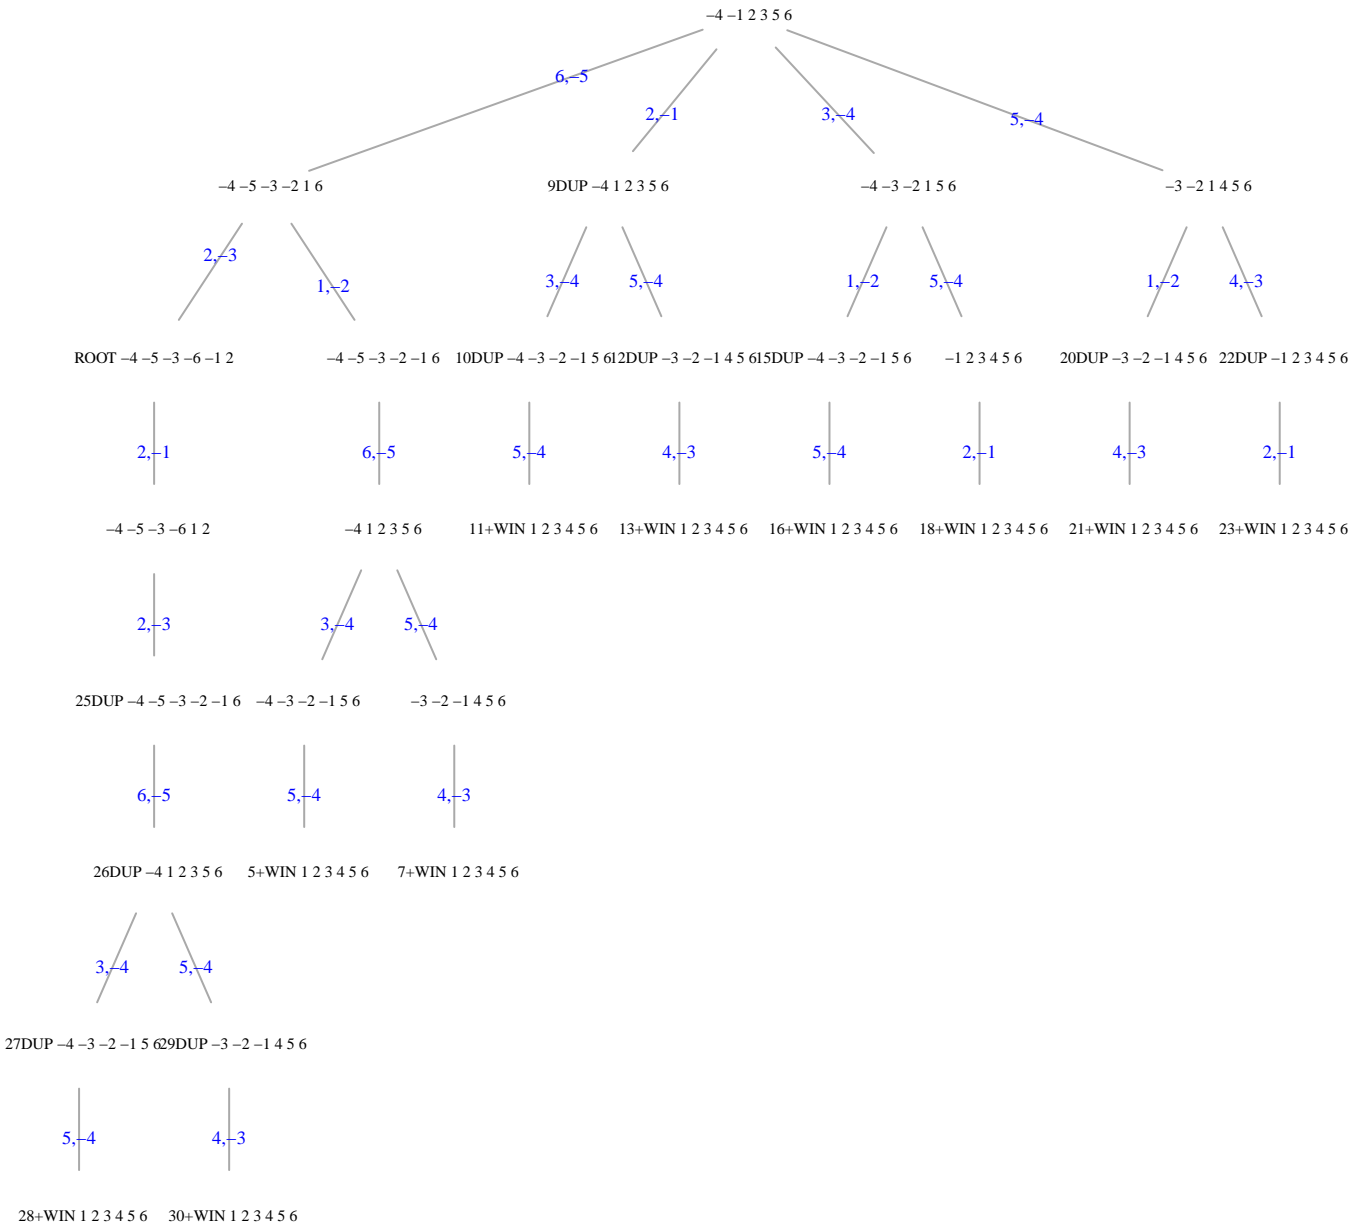 −4 −1 2 3 5 6
6,−5
2,−1
3,−4
5,−4
−4 −5 −3 −2 1 6
9DUP −4 1 2 3 5 6
−4 −3 −2 1 5 6
−3 −2 1 4 5 6
2,−3
1,−2
3,−4
5,−4
1,−2
5,−4
1,−2
4,−3
ROOT −4 −5 −3 −6 −1 2
−4 −5 −3 −2 −1 6
10DUP −4 −3 −2 −1 5 6
12DUP −3 −2 −1 4 5 6
15DUP −4 −3 −2 −1 5 6
−1 2 3 4 5 6
20DUP −3 −2 −1 4 5 6
22DUP −1 2 3 4 5 6
2,−1
6,−5
5,−4
4,−3
5,−4
2,−1
4,−3
2,−1
−4 −5 −3 −6 1 2
−4 1 2 3 5 6
11+WIN 1 2 3 4 5 6
13+WIN 1 2 3 4 5 6
16+WIN 1 2 3 4 5 6
18+WIN 1 2 3 4 5 6
21+WIN 1 2 3 4 5 6
23+WIN 1 2 3 4 5 6
2,−3
3,−4
5,−4
25DUP −4 −5 −3 −2 −1 6
−4 −3 −2 −1 5 6
−3 −2 −1 4 5 6
6,−5
5,−4
4,−3
26DUP −4 1 2 3 5 6
5+WIN 1 2 3 4 5 6
7+WIN 1 2 3 4 5 6
3,−4
5,−4
27DUP −4 −3 −2 −1 5 6
29DUP −3 −2 −1 4 5 6
5,−4
4,−3
28+WIN 1 2 3 4 5 6
30+WIN 1 2 3 4 5 6